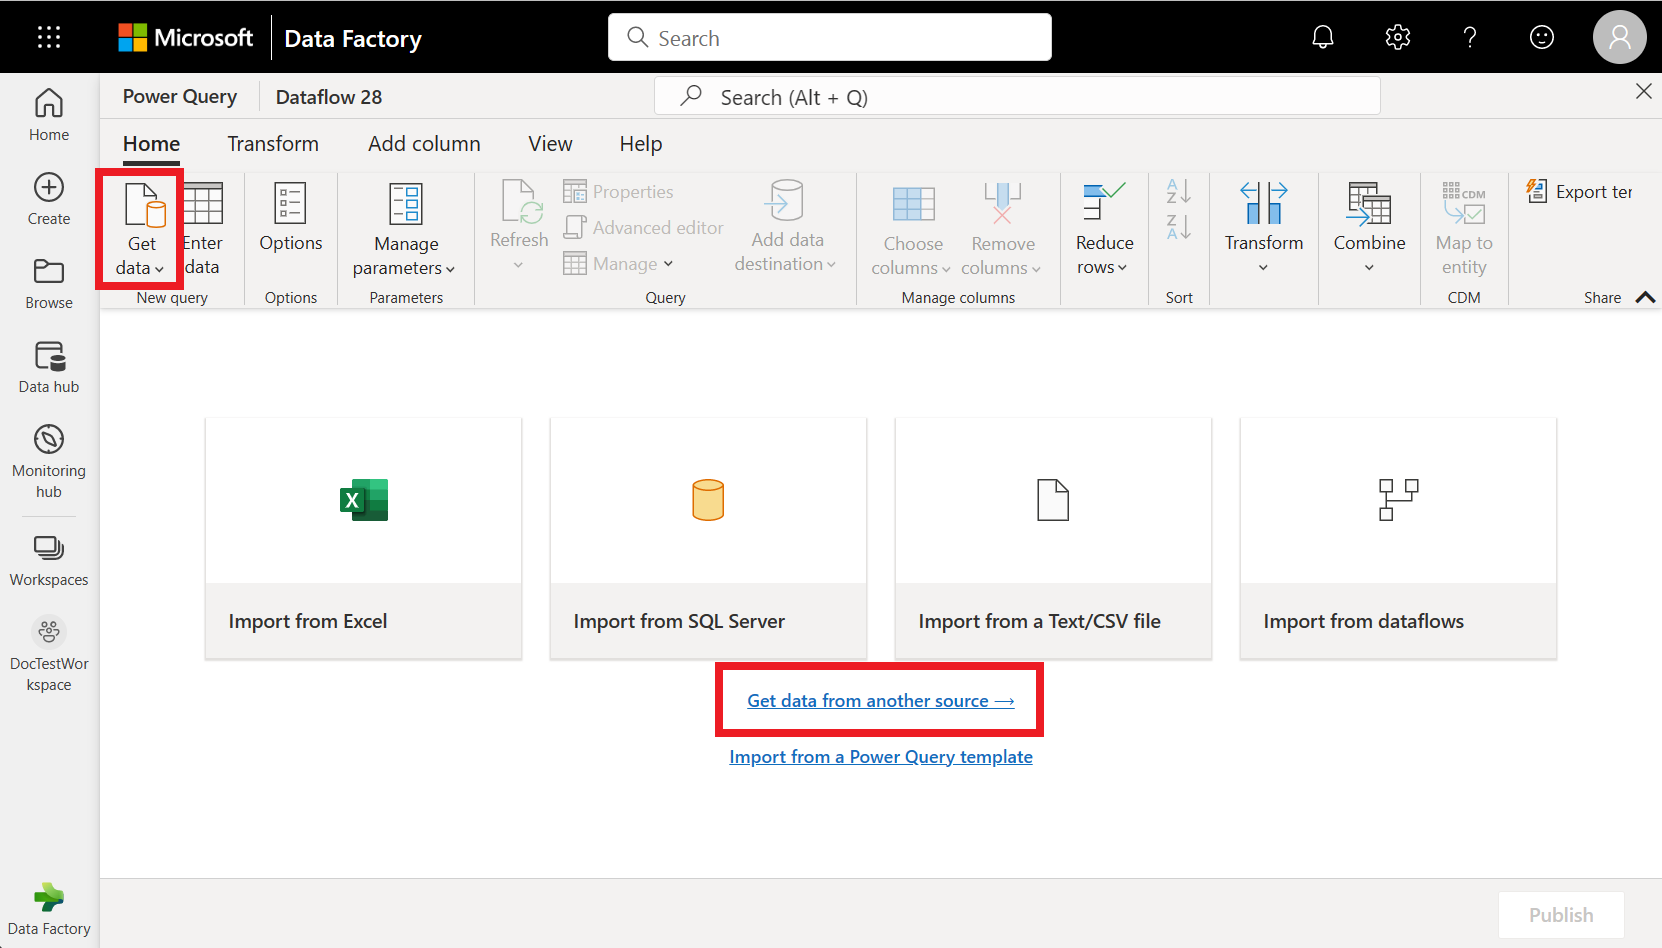 Microsoft Data Factory
Search
Power Query Dataflow 28
Search (Alt + Q)
Home Transform Add column View Help
Get
data
Enter
data
New query
Options
Options
Manage
parameters
Parameters
Refresh
Properties
Advanced editor
Manage
Add data
destination
Query
Choose
columns
Remove
columns
Manage columns
Reduce
rows
A
Z
Z
A
Sort
Transform
Combine
CDM
Map to
entity
CDM
Export ter
Share
Home
Create
Browse
Data hub
Monitoring
hub
Workspaces
DocTestWor
kspace
Data Factory
X
Import from Excel
Import from SQL Server
Import from a Text/CSV file
Import from dataflows
Get data from another source →
Import from a Power Query template
Publish